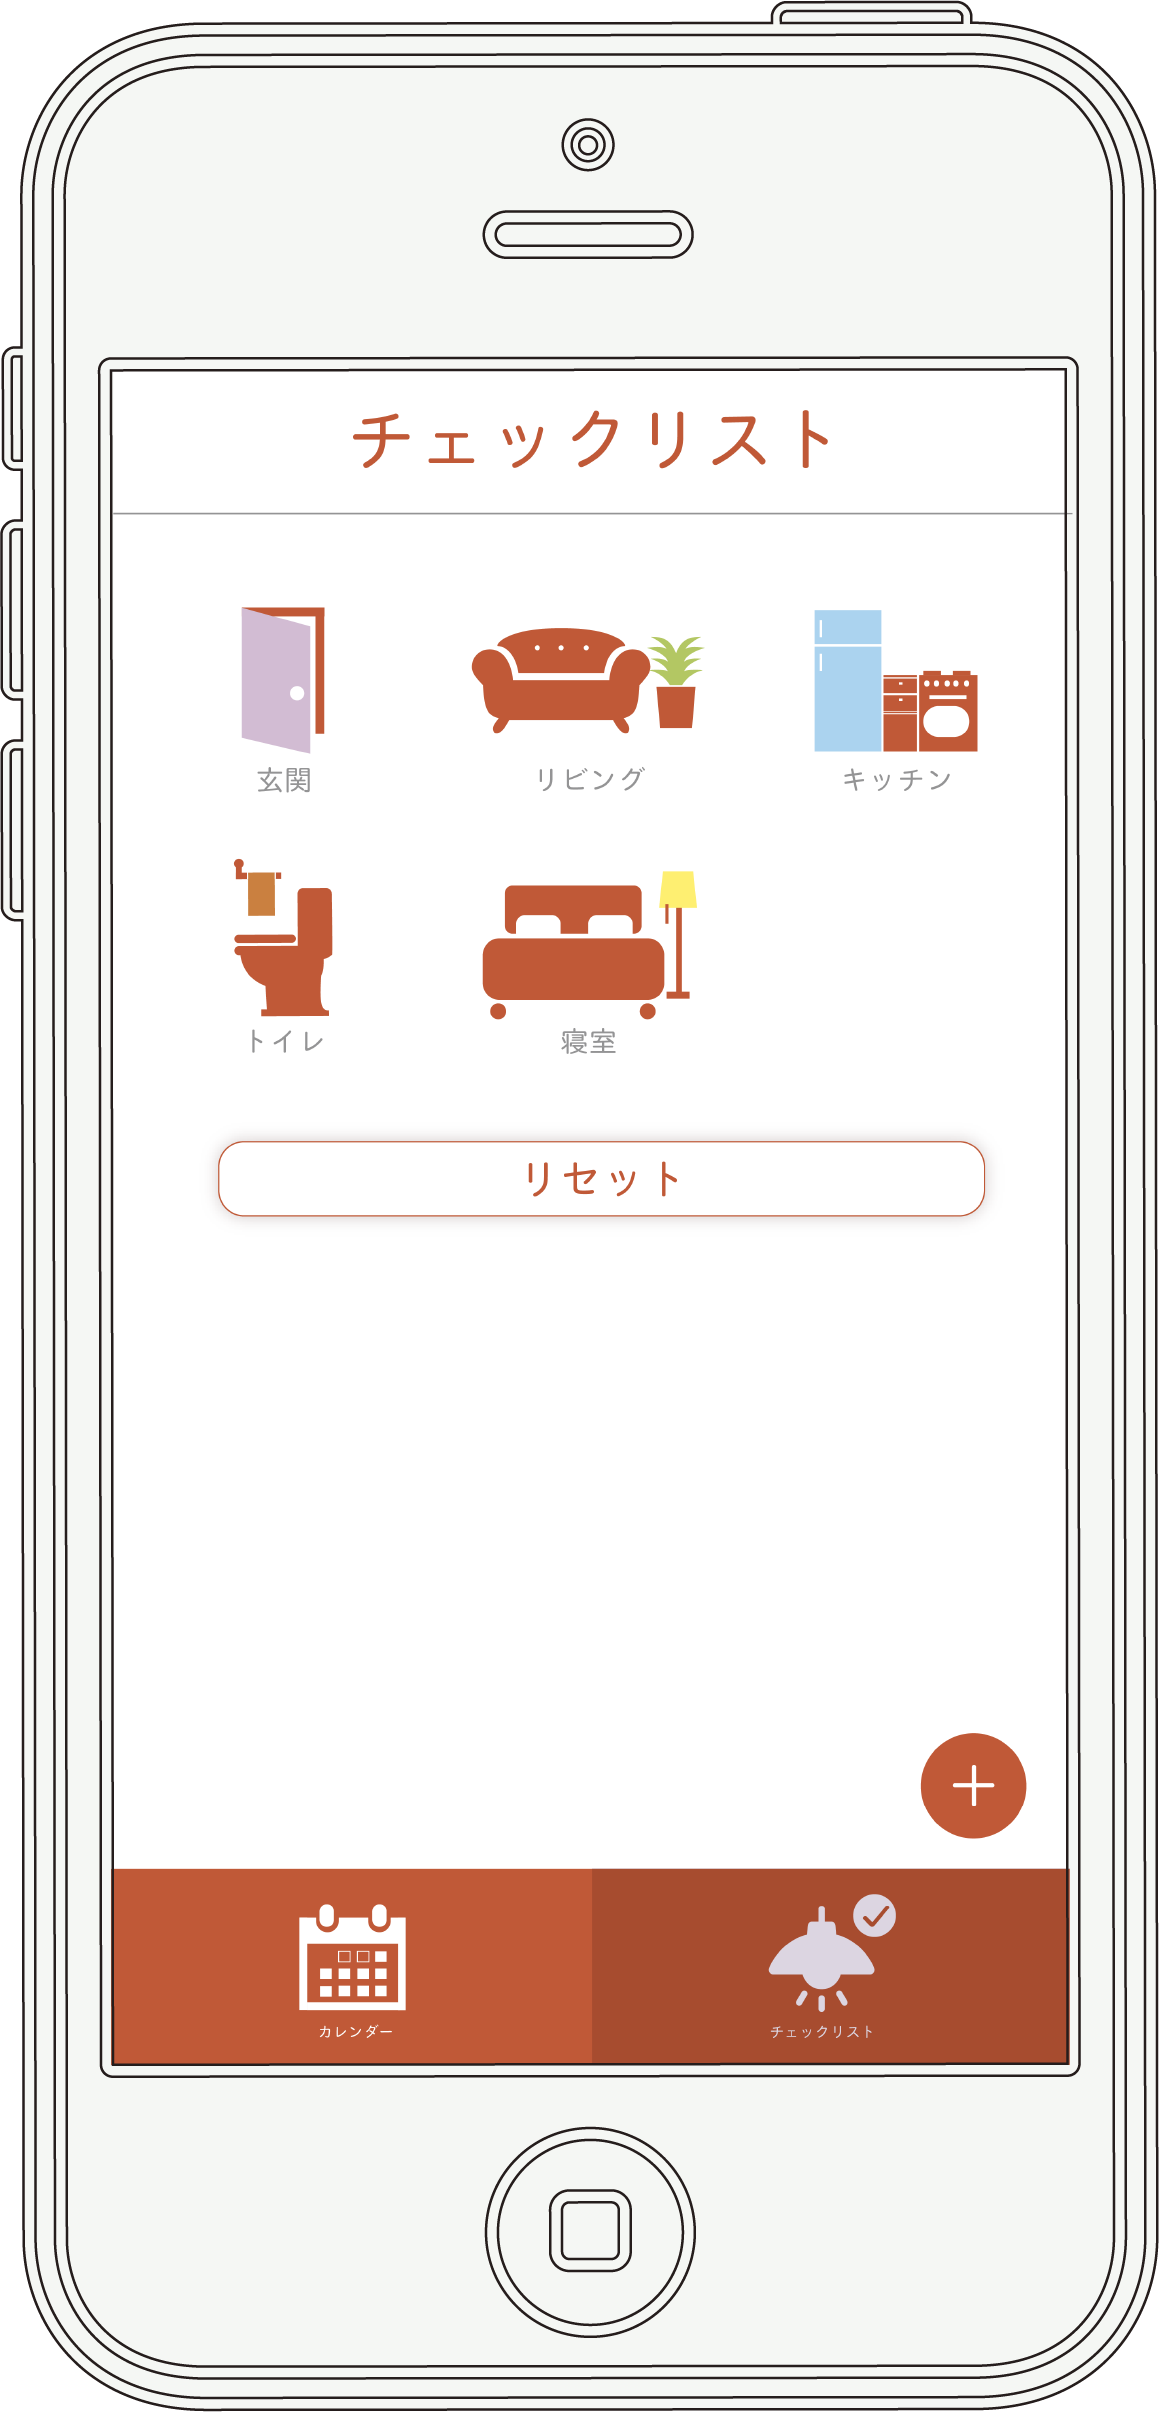 チェックリスト
玄関
リビング
キッチン
トイレ
寝室
リセット
カレンダー
チェックリスト